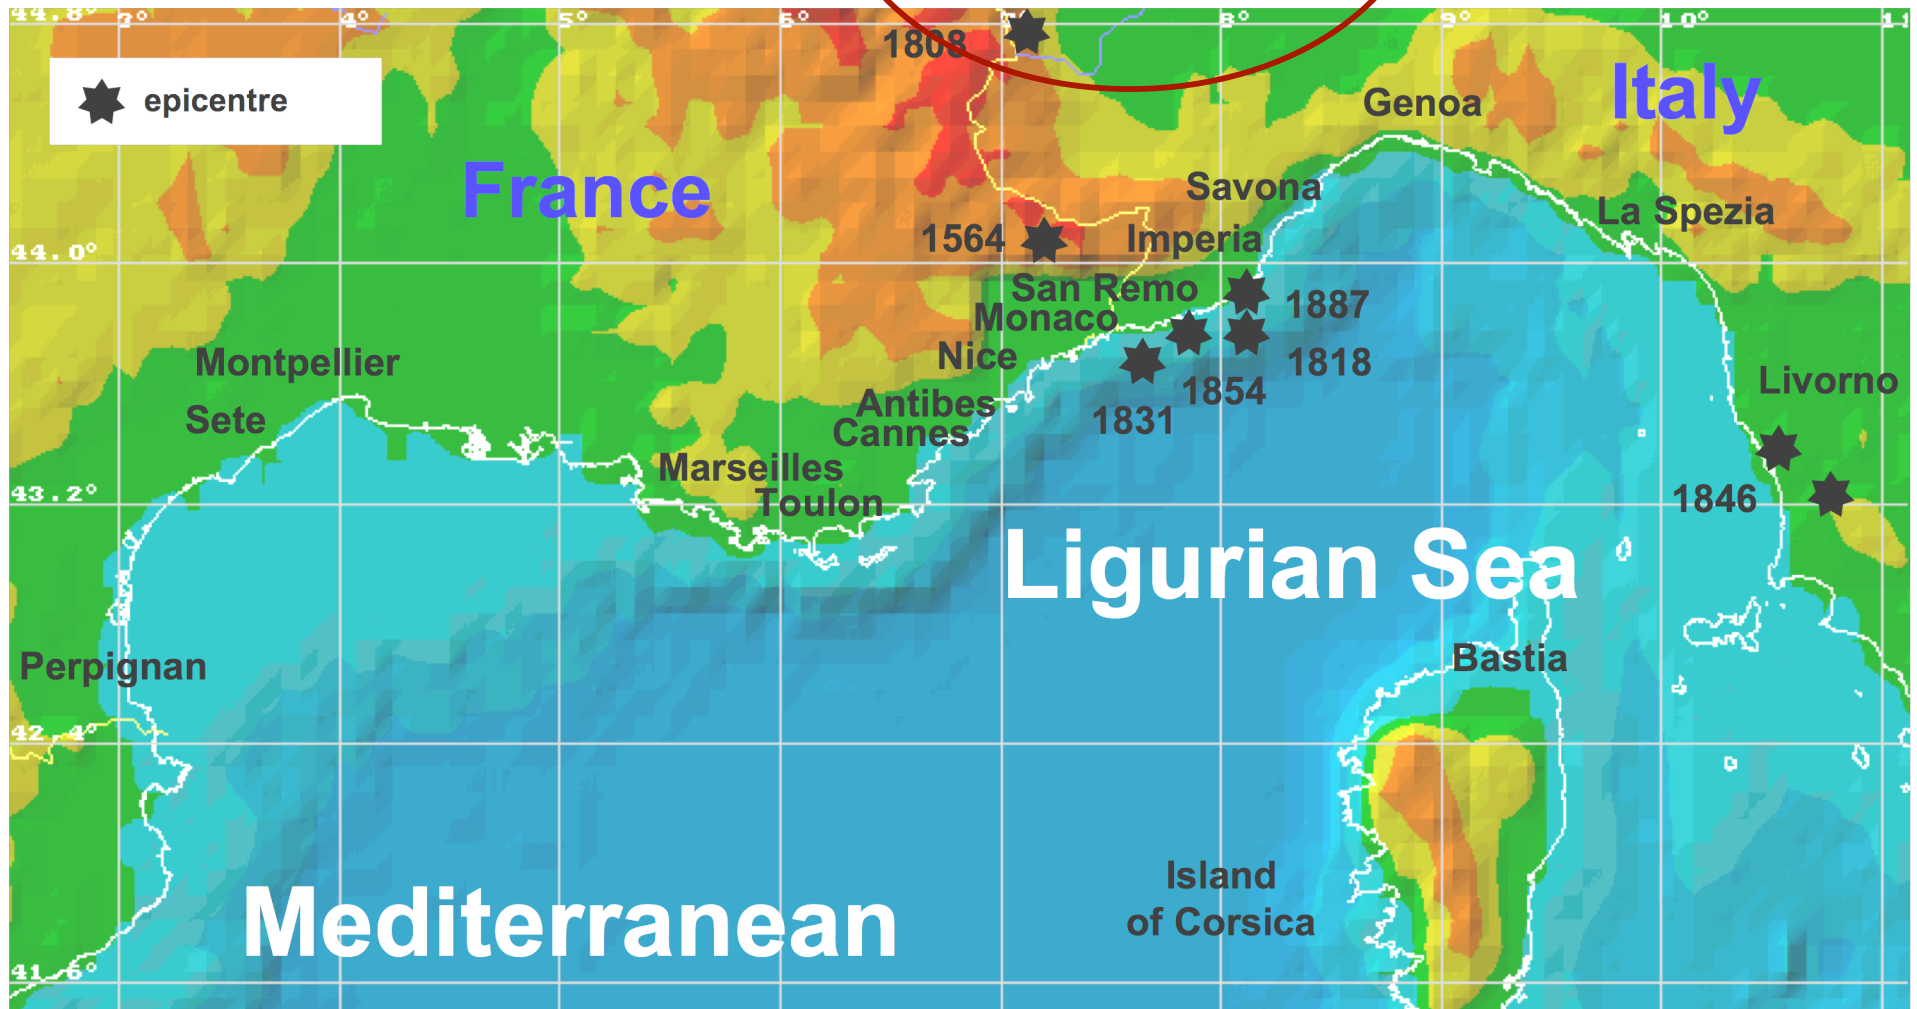 44.8°
3°
4°
5°
6°
7°
8°
9°
10°
11
1808
epicentre
Italy
Genoa
France
Savona
La Spezia
1564
Imperia
44.0°
San Remo
1887
Monaco
Nice
1818
Montpellier
Livorno
1854
Antibes
1831
Sete
Cannes
Marseilles
43.2°
Toulon
1846
Ligurian Sea
Perpignan
Bastia
42.4°
Island
of Corsica
Mediterranean
41.6°